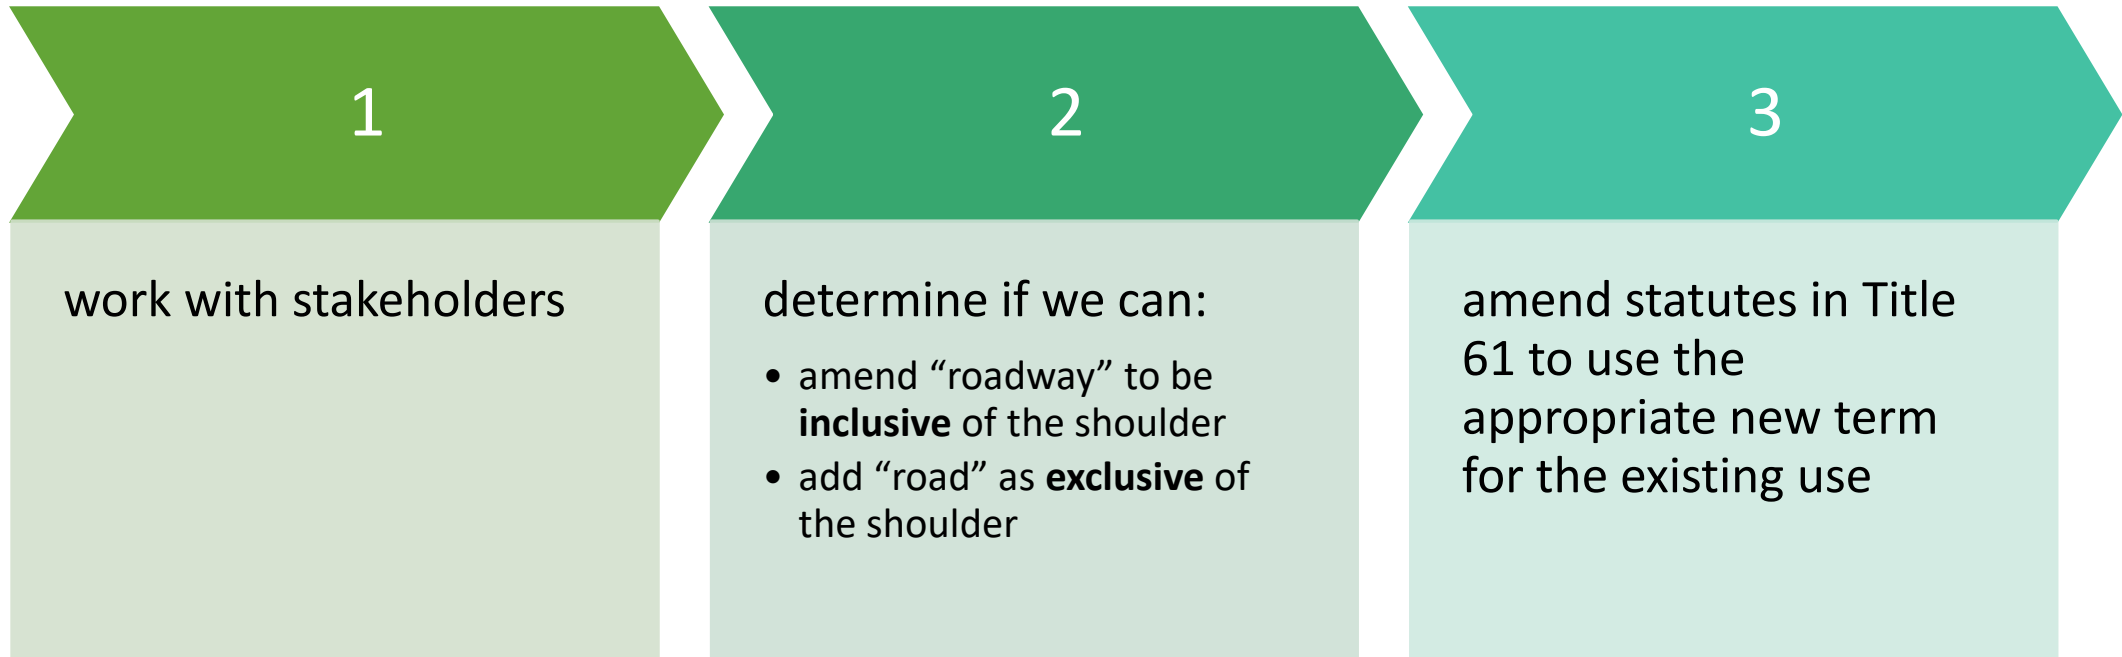 1
work with stakeholders
2
determine if we can:
• amend “roadway” to be
inclusive of the shoulder
• add “road” as exclusive of
the shoulder
3
amend statutes in Title
61 to use the
appropriate new term
for the existing use